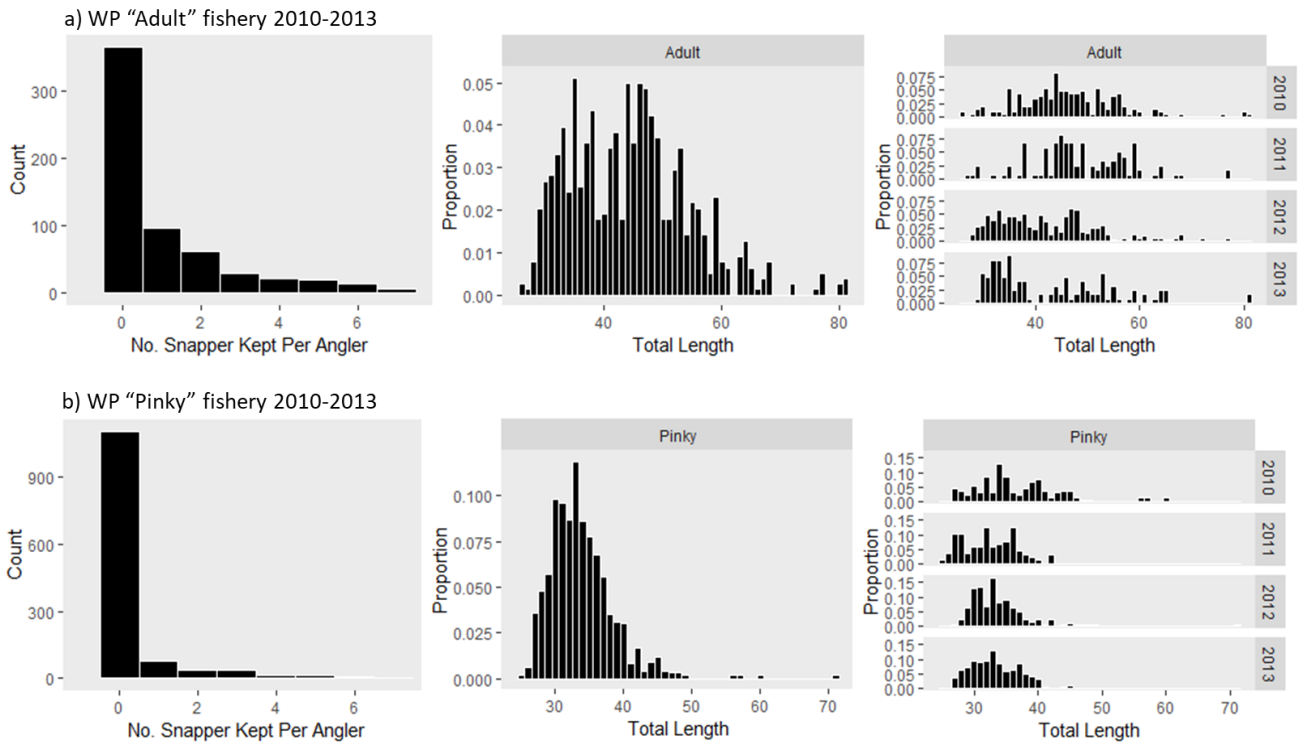 a) WP “Adult” fishery 2010-2013
Count
300
200
100
0
0 2 4 6
No. Snapper Kept Per Angler
Adult
Proportion
0.05
0.04
0.03
0.02
0.01
0.00
40 60 80
Total Length
Adult
Proportion
0.075
0.050
0.025
0.000
2010
0.075
0.050
0.025
0.000
2011
0.075
0.050
0.025
0.000
2012
0.075
0.050
0.025
0.000
2013
40 60 80
Total Length
b) WP “Pinky” fishery 2010-2013
Count
900
600
300
0
0 2 4 6
No. Snapper Kept Per Angler
Pinky
Proportion
0.100
0.075
0.050
0.025
0.000
30 40 50 60 70
Total Length
Pinky
Proportion
0.15
0.10
0.05
0.00
2010
0.15
0.10
0.05
0.00
2011
0.15
0.10
0.05
0.00
2012
0.15
0.10
0.05
0.00
2013
30 40 50 60 70
Total Length